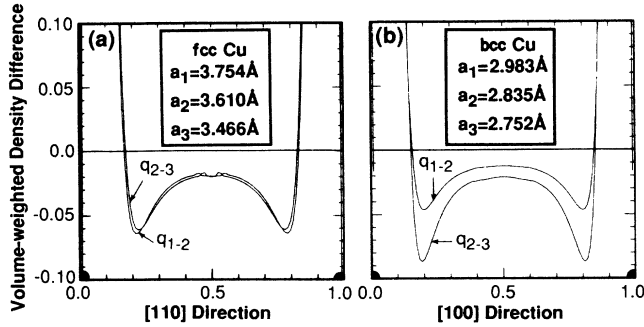 Volume-weighted Density Difference
0.10
0.05
0.0
-0.05
-0.10
(a)
fcc Cu
a1=3.754Å
a2=3.610Å
a3=3.466Å
q2-3
q1-2
0.0 0.5 1.0
[110] Direction
(b)
bcc Cu
a1=2.983Å
a2=2.835Å
a3=2.752Å
q1-2
q2-3
0.0 0.5 1.0
[100] Direction